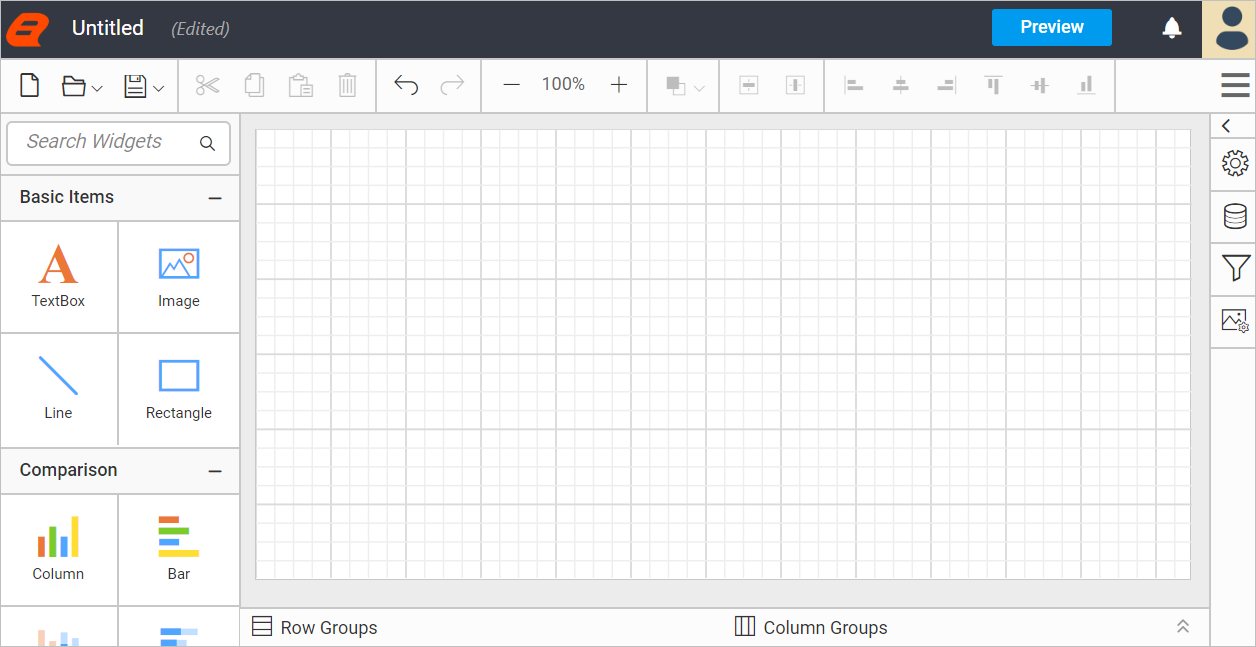 Untitled (Edited) Preview
100%
Search Widgets
Basic Items
TextBox Image
Line Rectangle
Comparison
Column Bar
Row Groups Column Groups